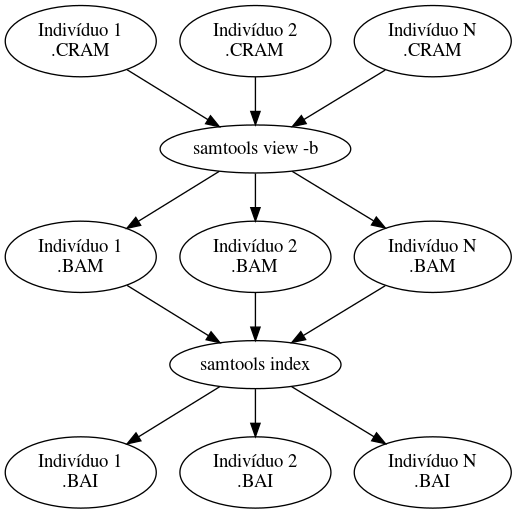 Indivíduo 1
.CRAM
Indivíduo 2
.CRAM
Indivíduo N
.CRAM
samtools view -b
Indivíduo 1
.BAM
Indivíduo 2
.BAM
Indivíduo N
.BAM
samtools index
Indivíduo 1
.BAI
Indivíduo 2
.BAI
Indivíduo N
.BAI